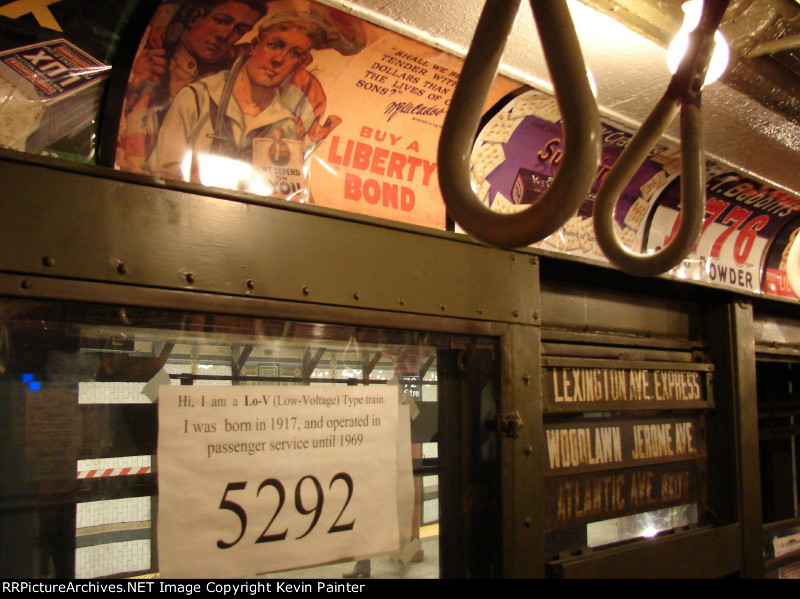 SHALL WE BE
TENDER WITH
DOLLARS THAN
THE LIVES OF
SONS?
BUY A
LIBERTY
BOND
WE DEPEND
ON
YOU
1776
POWDER
Hi, I am a Lo-V (Low-Voltage) Type train.
I was born in 1917, and operated in
passenger service until 1969
5292
LEXINGTON AVE. EXPRESS
WOODLAWN JEROME AVE.
ATLANTIC AVE.
©RRPictureArchives.NET Image Copyright Kevin Painter